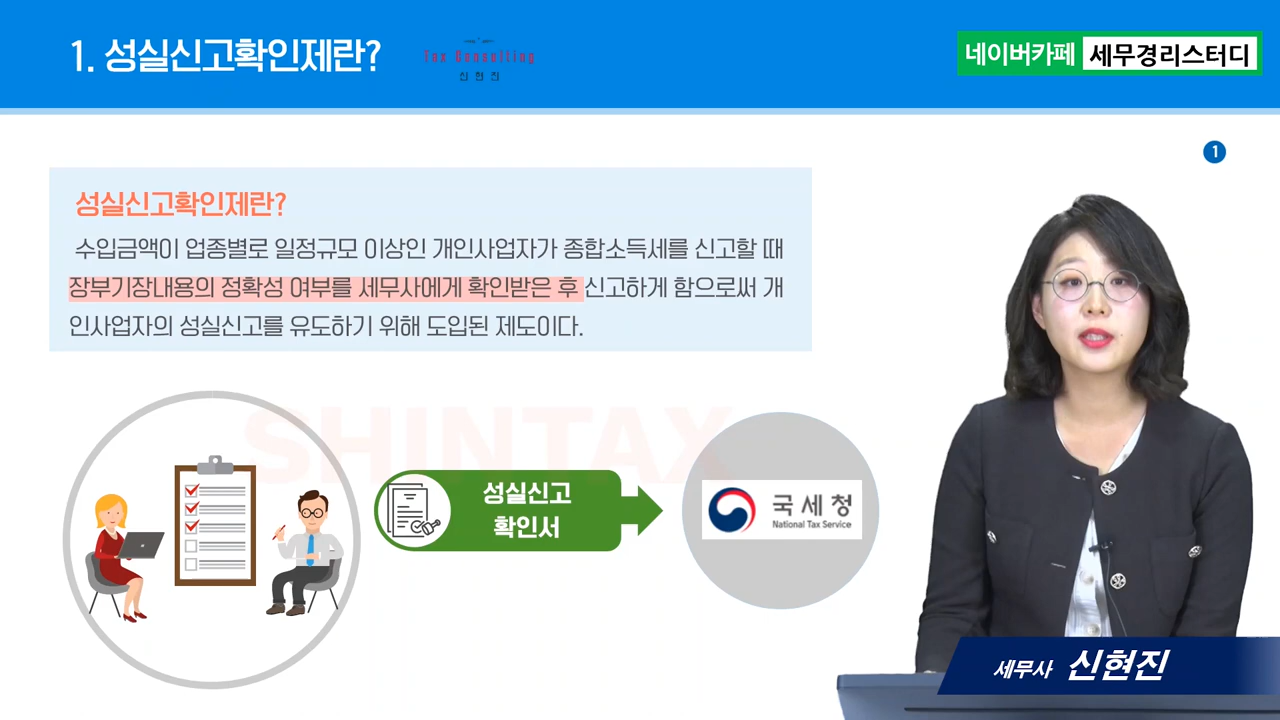 1. 성실신고확인제란?
Tax Consulting
신현진
네이버카페 세무경리스터디
1
성실신고확인제란?
수입금액이 업종별로 일정규모 이상인 개인사업자가 종합소득세를 신고할 때
장부기장내용의 정확성 여부를 세무사에게 확인받은 후 신고하게 함으로써 개
인사업자의 성실신고를 유도하기 위해 도입된 제도이다.
SHINTAX
성실신고
확인서
국세청
National Tax Service
세무사 신현진